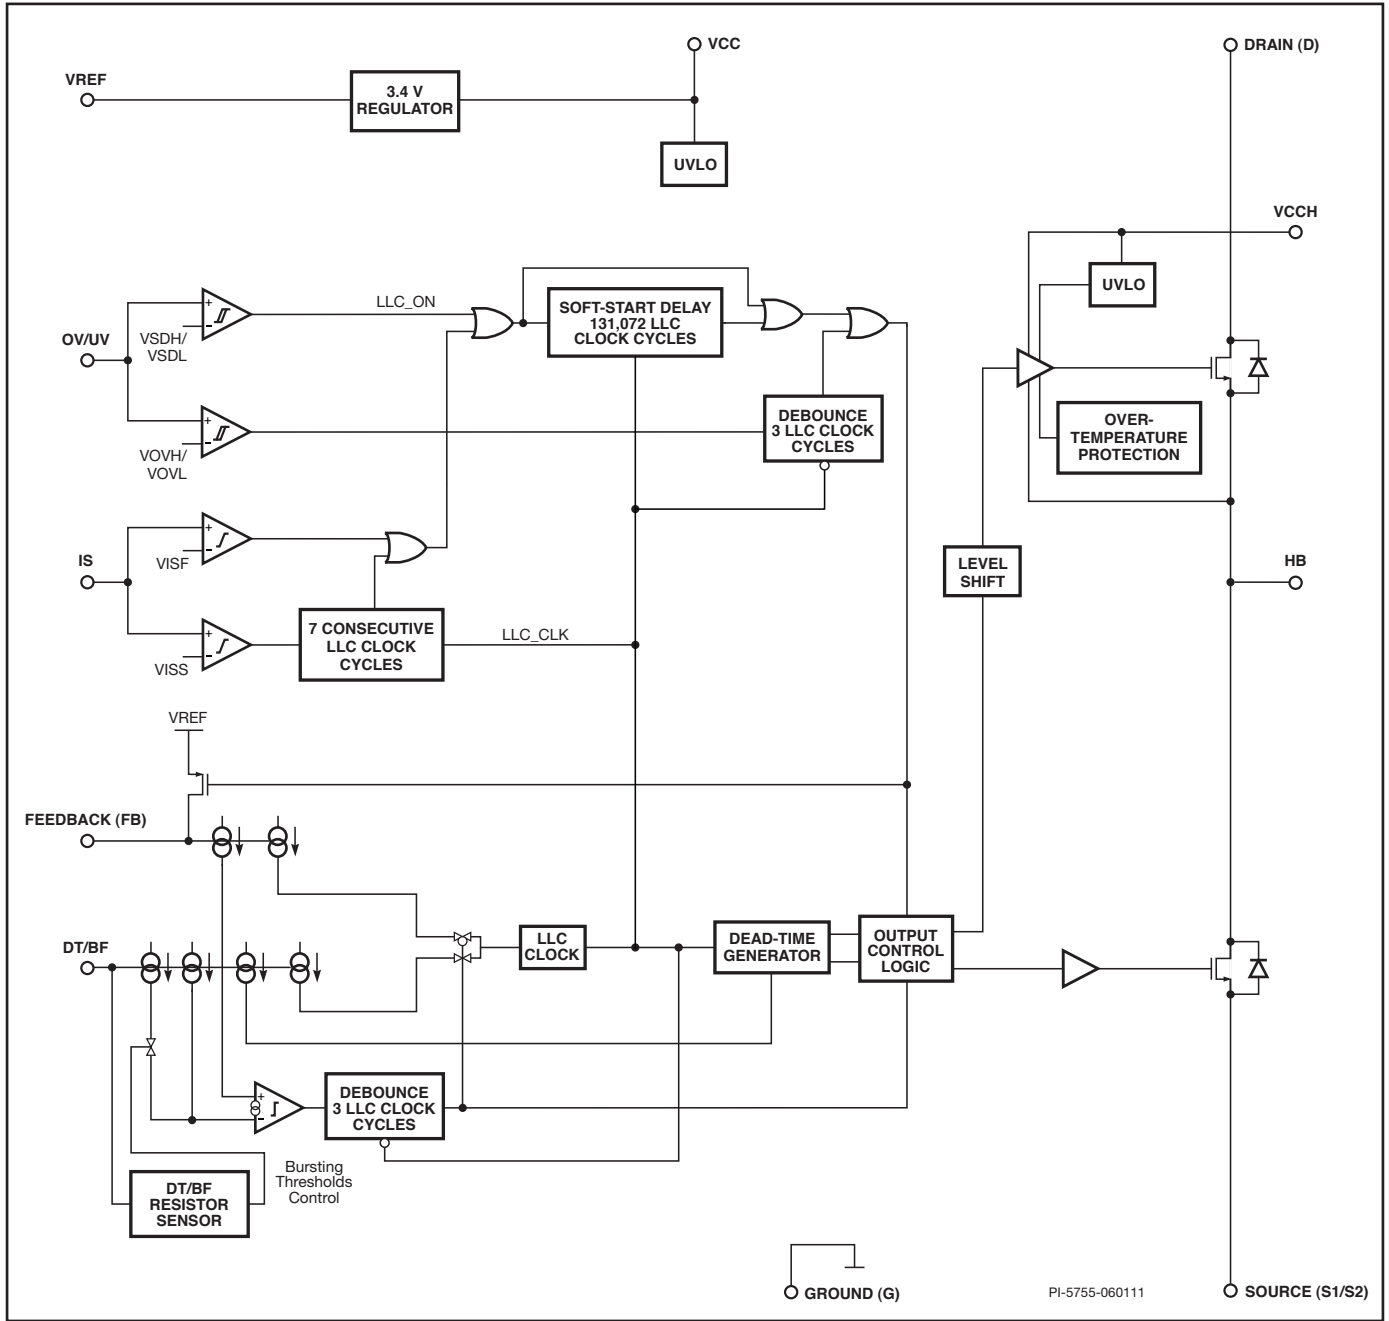 VCC
DRAIN (D)
VREF
3.4 V
REGULATOR
UVLO
VCCH
UVLO
LLC_ON
SOFT-START DELAY
131,072 LLC
CLOCK CYCLES
+
-
VSDH/
VSDL
OV/UV
DEBOUNCE
3 LLC CLOCK
CYCLES
+
-
VOVH/
VOVL
OVER-
TEMPERATURE
PROTECTION
+
-
VISF
IS
LEVEL
SHIFT
HB
7 CONSECUTIVE
LLC CLOCK
CYCLES
LLC_CLK
+
-
VISS
VREF
FEEDBACK (FB)
DT/BF
LLC
CLOCK
DEAD-TIME
GENERATOR
OUTPUT
CONTROL
LOGIC
+
-
DEBOUNCE
3 LLC CLOCK
CYCLES
Bursting
Thresholds
Control
DT/BF
RESISTOR
SENSOR
GROUND (G)
PI-5755-060111
SOURCE (S1/S2)